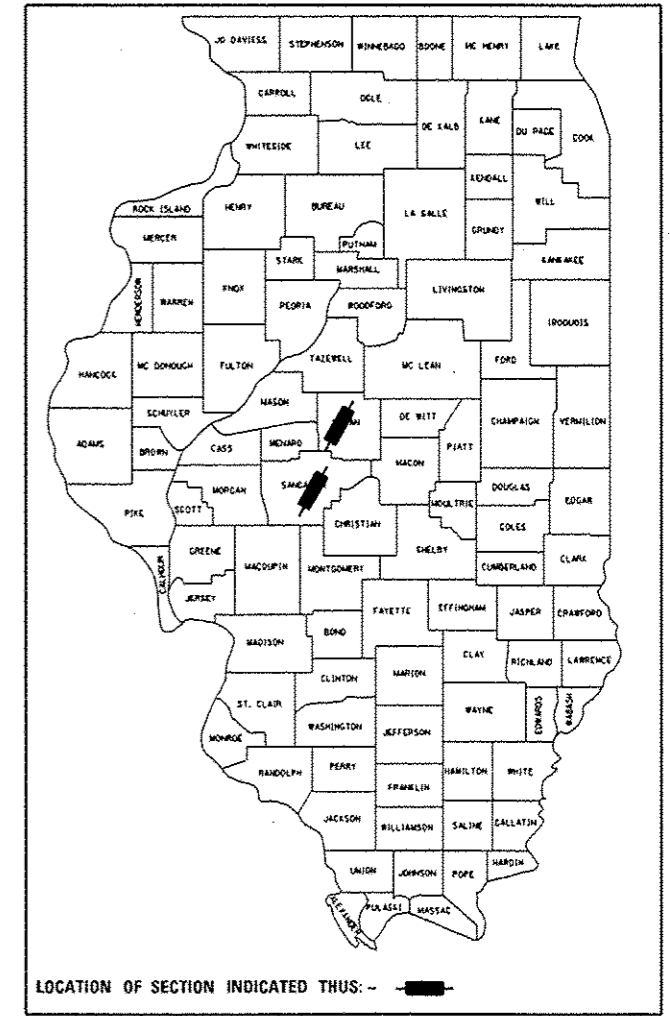 JO DAVIESS STEPHENSON WINNEBAGO BOONE MC HENRY LAKE
CARROLL OGLE DE KALB KANE DU PAGE COOK
WHITESIDE LEE
KENDALL WILL
ROCK ISLAND HENRY BUREAU LA SALLE GRUNDY
MERCER PUTNAM KANKAKEE
STARK MARSHALL
HENDERSON WARREN KNOX PEORIA WOODFORD LIVINGSTON IROQUOIS
HANCOCK MC DONOUGH FULTON TAZEWELL MC LEAN FORD
MASON
SCHUYLER DE WITT CHAMPAIGN VERMILION
ADAMS BROWN CASS MENARD PIATT
MACON
MORGAN DOUGLAS
PIKE SCOTT CHRISTIAN MOULTRIE EDGAR
COLES
GREENE SHELBY
CALHOUN MACOUPIN MONTGOMERY CUMBERLAND CLARK
JERSEY FAYETTE EFFINGHAM JASPER CRAWFORD
MADISON BOND
CLAY RICHLAND LAWRENCE
CLINTON MARION
ST. CLAIR WAYNE EDWARDS WABASH
WASHINGTON JEFFERSON
MONROE
RANDOLPH PERRY HAMILTON WHITE
FRANKLIN
JACKSON WILLIAMSON SALINE GALLATIN
UNION JOHNSON POPE HARDIN
ALEXANDER PULASKI MASSAC
LOCATION OF SECTION INDICATED THUS:-